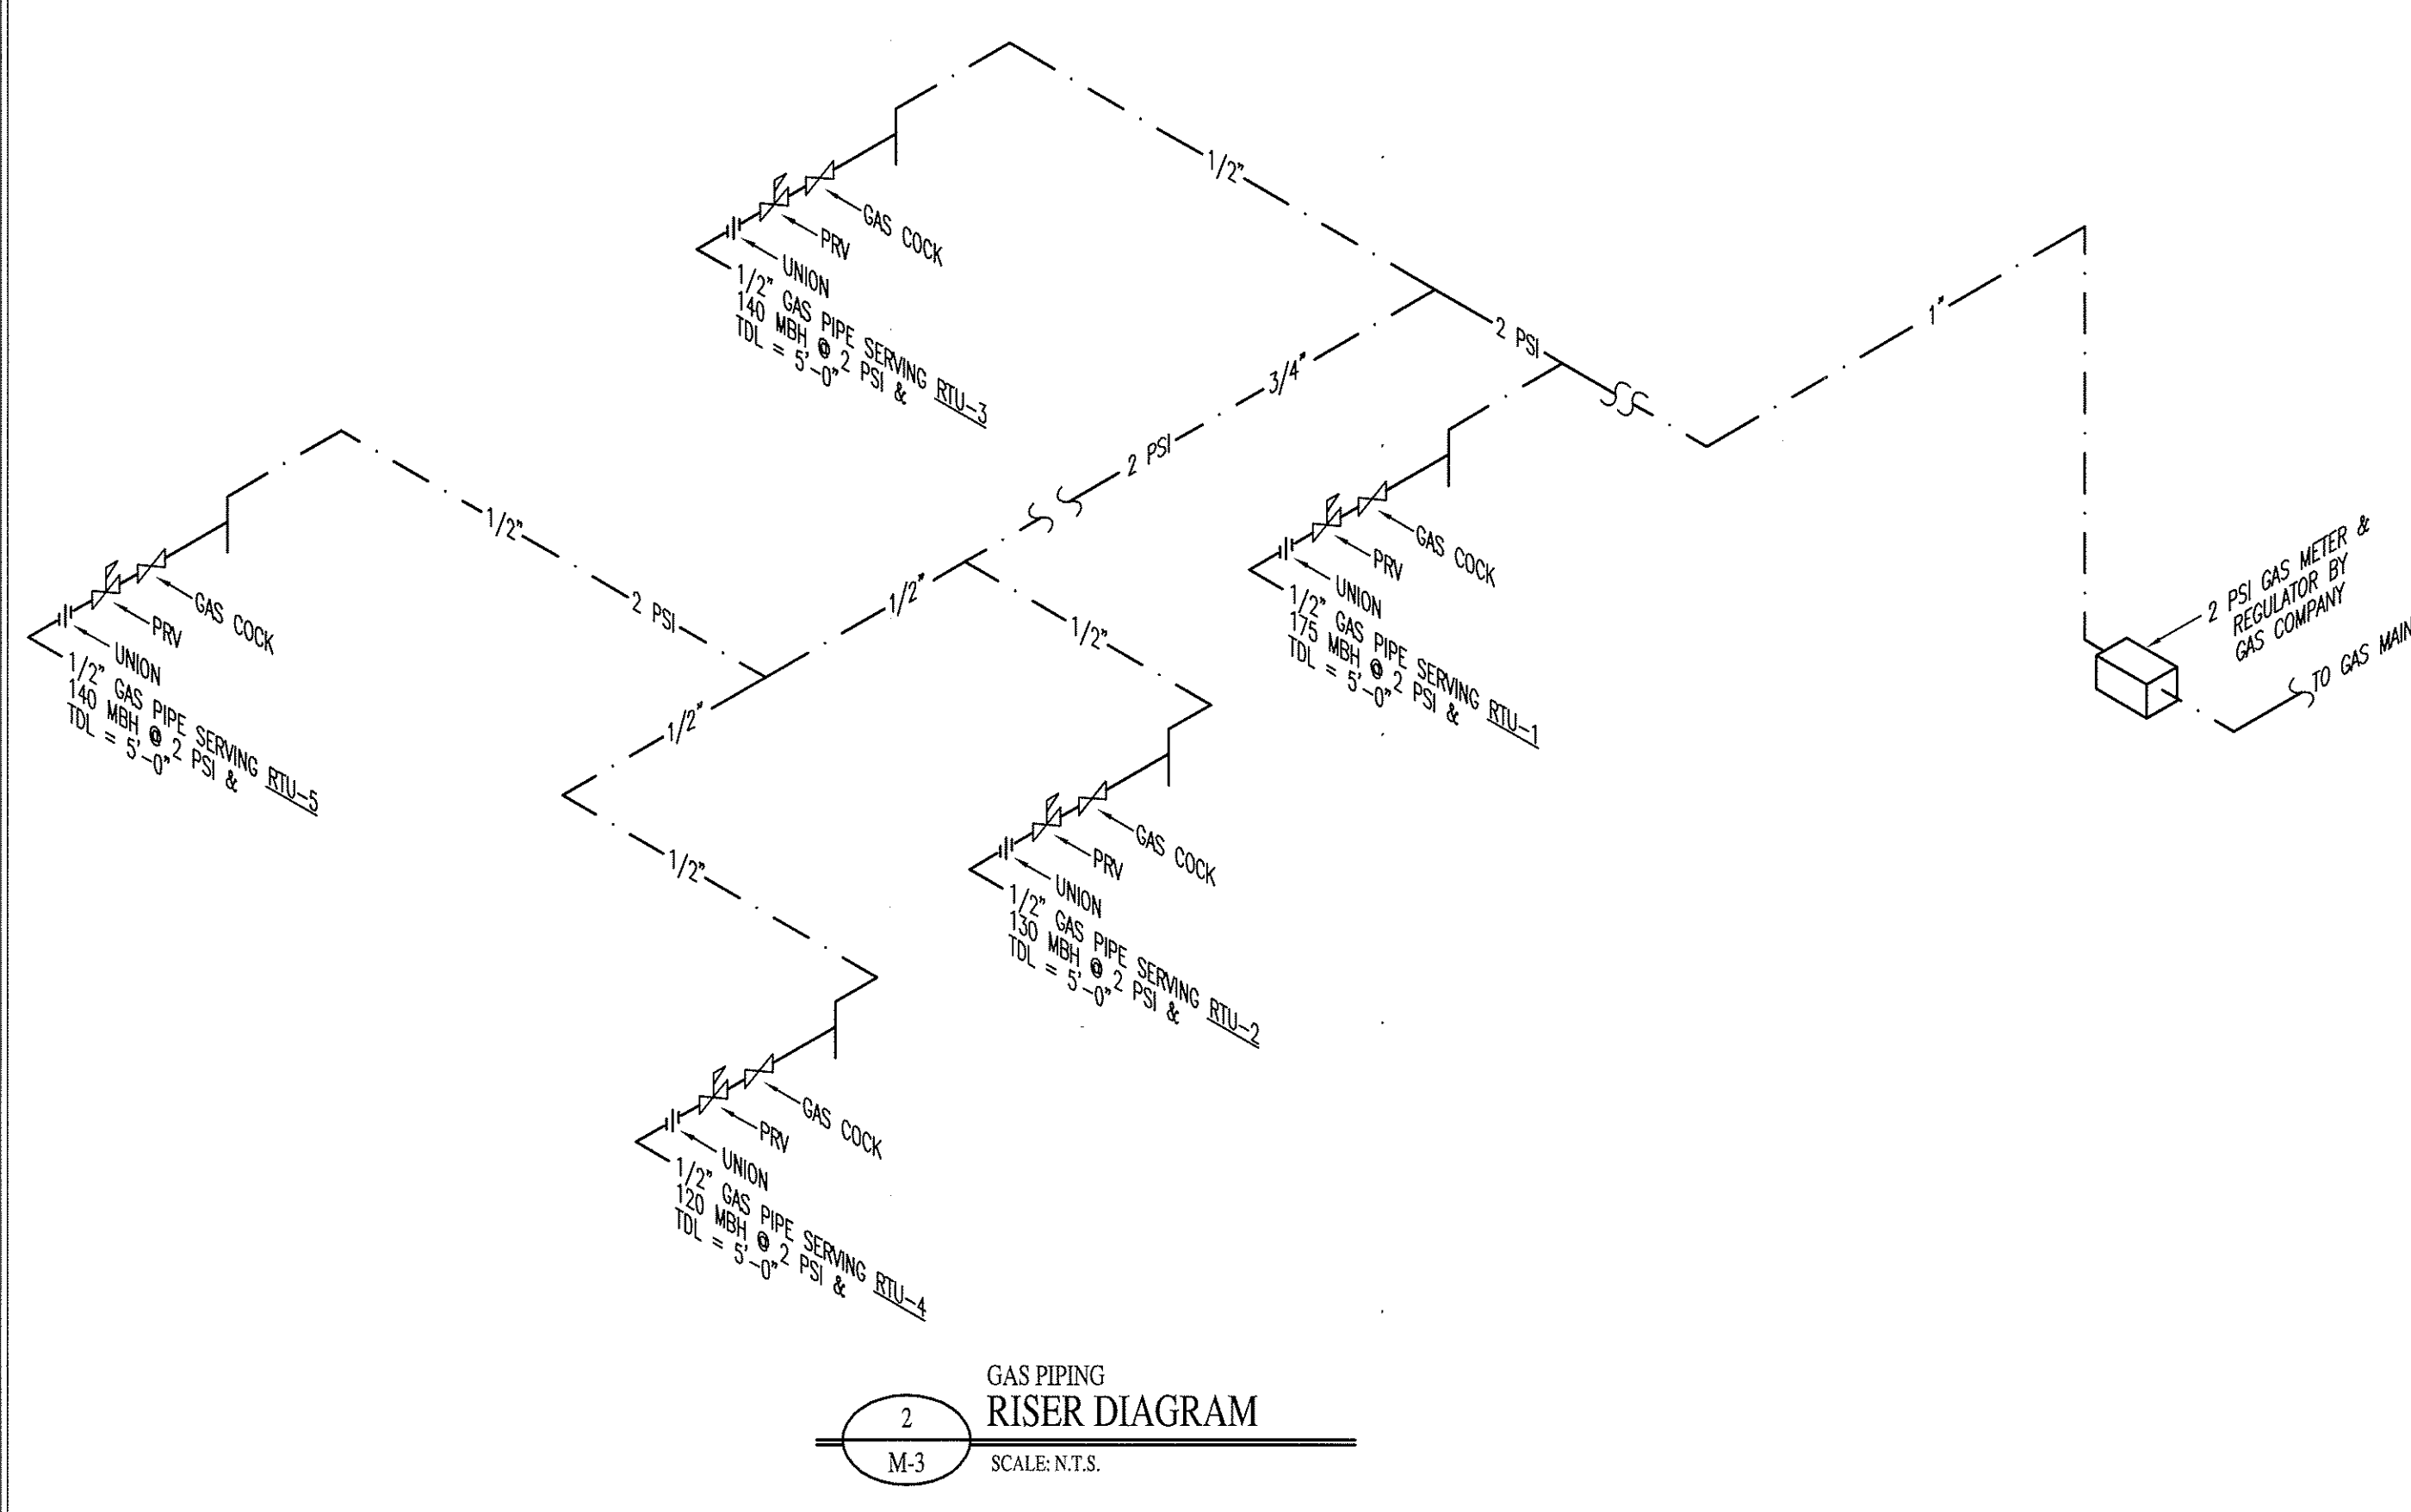 1/2"
GAS COCK
PRV
UNION
1/2" GAS PIPE SERVING RTU-3
140 MBH @ 2 PSI &
TDL = 5'-0"
2 PSI
1"
3/4"
2 PSI
GAS COCK
PRV
UNION
1/2" GAS PIPE SERVING RTU-1
175 MBH @ 2 PSI &
TDL = 5'-0"
2 PSI GAS METER &
REGULATOR BY
GAS COMPANY
TO GAS MAIN
1/2"
2 PSI
GAS COCK
PRV
UNION
1/2" GAS PIPE SERVING RTU-5
140 MBH @ 2 PSI &
TDL = 5'-0"
1/2"
1/2"
1/2"
GAS COCK
PRV
UNION
1/2" GAS PIPE SERVING RTU-2
130 MBH @ 2 PSI &
TDL = 5'-0"
1/2"
GAS COCK
PRV
UNION
1/2" GAS PIPE SERVING RTU-4
120 MBH @ 2 PSI &
TDL = 5'-0"
GAS PIPING
2
RISER DIAGRAM
M-3
SCALE: N.T.S.